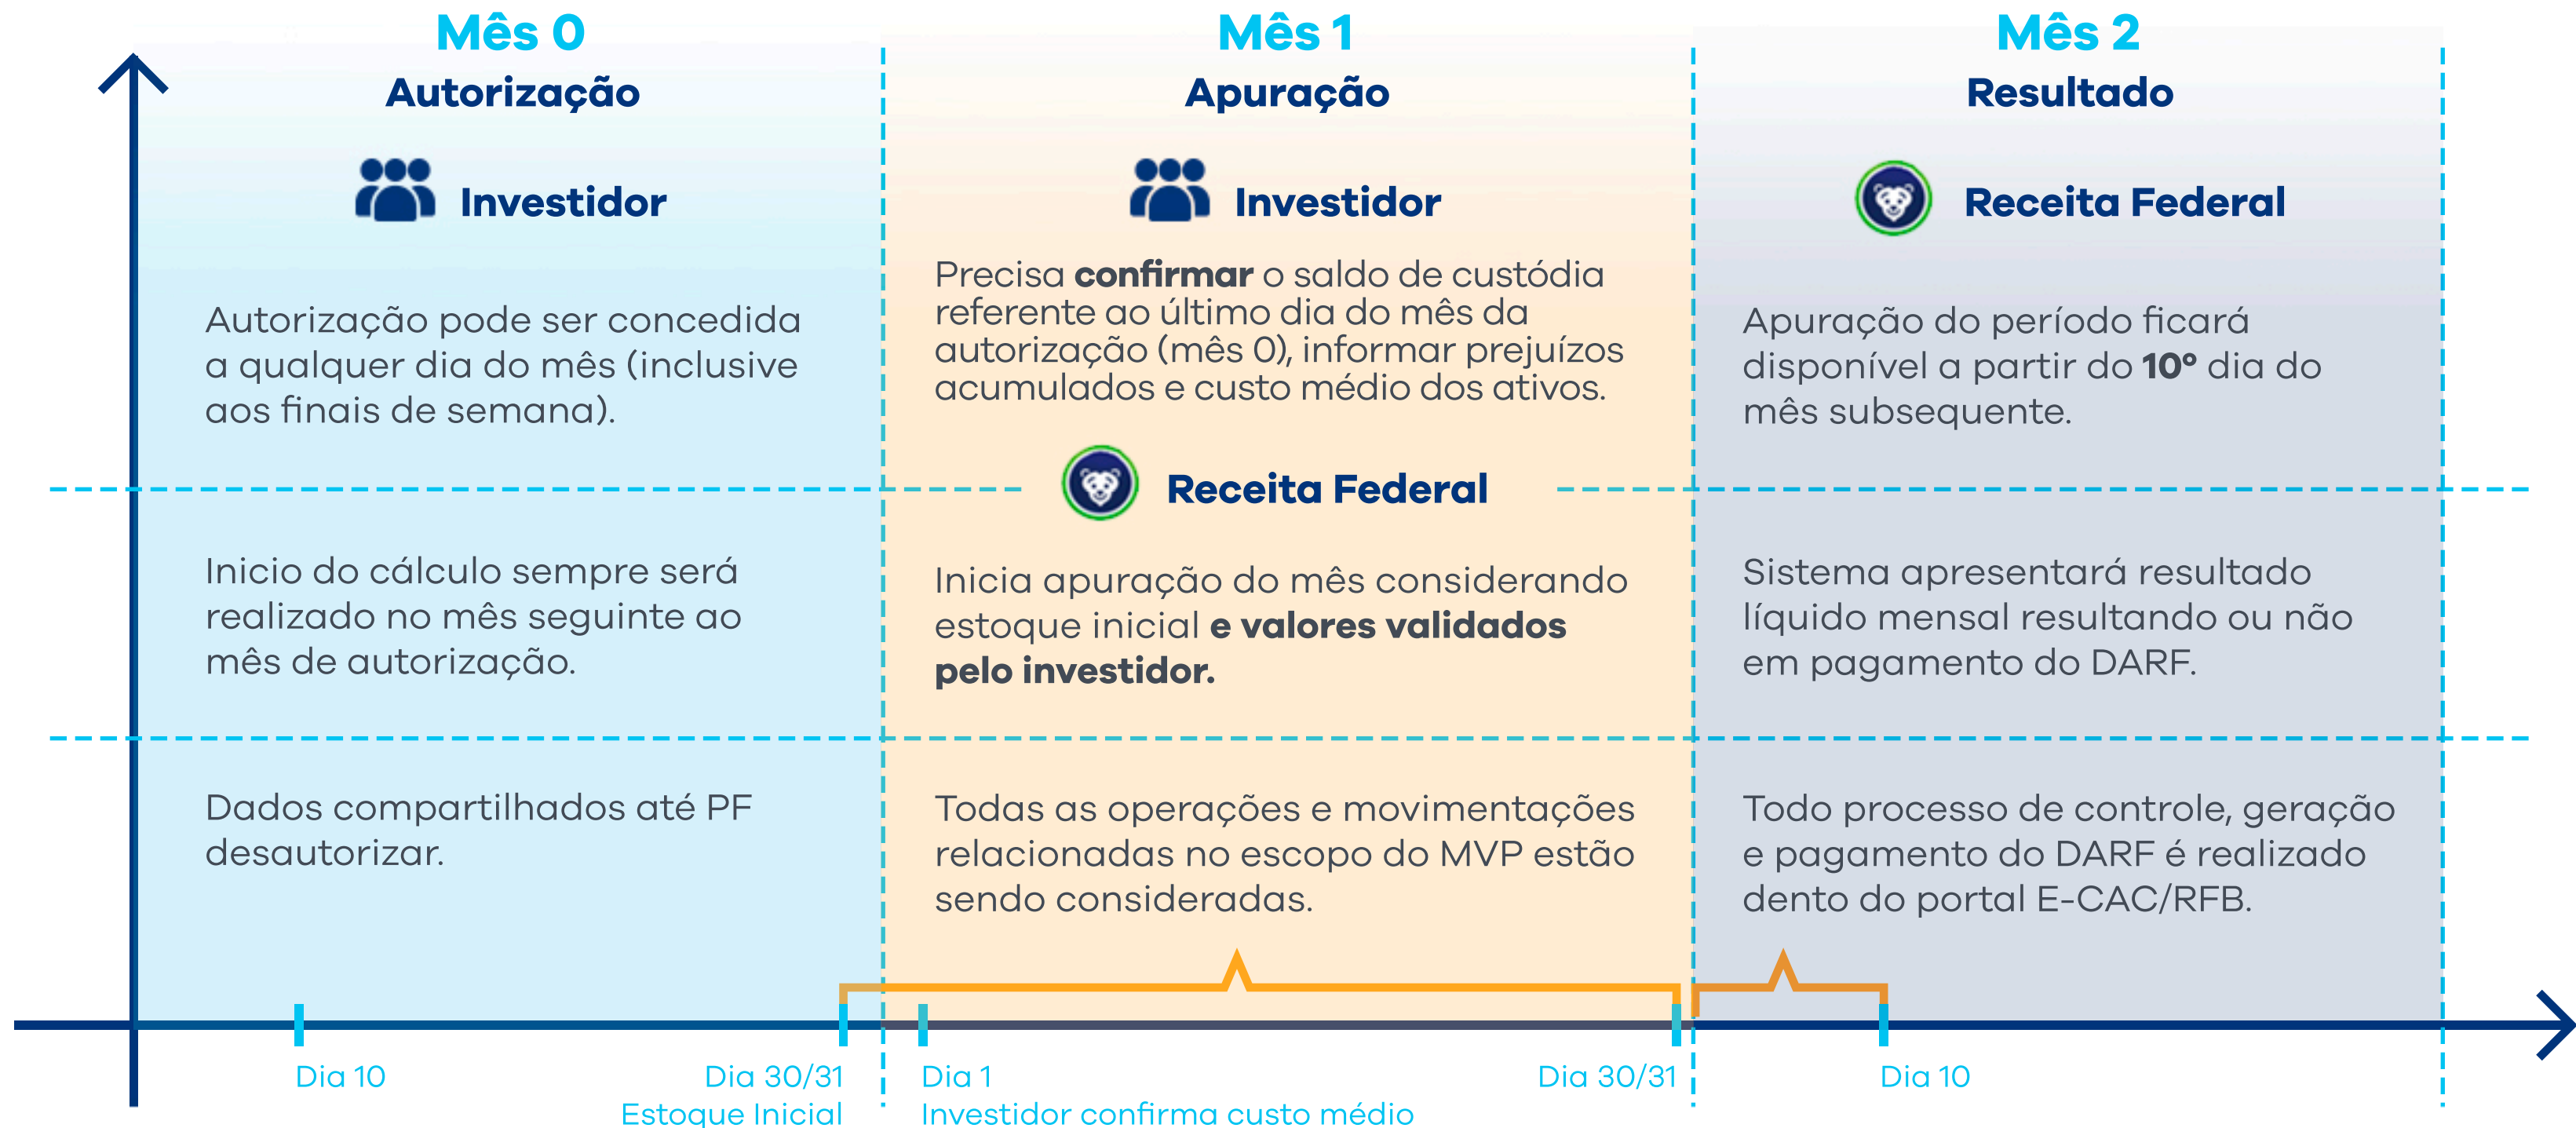 Mês 0
Autorização
Investidor
Autorização pode ser concedida
a qualquer dia do mês (inclusive
aos finais de semana).
Inicio do cálculo sempre será
realizado no mês seguinte ao
mês de autorização.
Dados compartilhados até PF
desautorizar.
Mês 1
Apuração
Investidor
Precisa confirmar o saldo de custódia
referente ao último dia do mês da
autorização (mês 0), informar prejuízos
acumulados e custo médio dos ativos.
Receita Federal
Inicia apuração do mês considerando
estoque inicial e valores validados
pelo investidor.
Todas as operações e movimentações
relacionadas no escopo do MVP estão
sendo consideradas.
Mês 2
Resultado
Receita Federal
Apuração do período ficará
disponível a partir do 10º dia do
mês subsequente.
Sistema apresentará resultado
líquido mensal resultando ou não
em pagamento do DARF.
Todo processo de controle, geração
e pagamento do DARF é realizado
dento do portal E-CAC/RFB.
Dia 10
Dia 30/31
Estoque Inicial
Dia 1
Investidor confirma custo médio
Dia 30/31
Dia 10